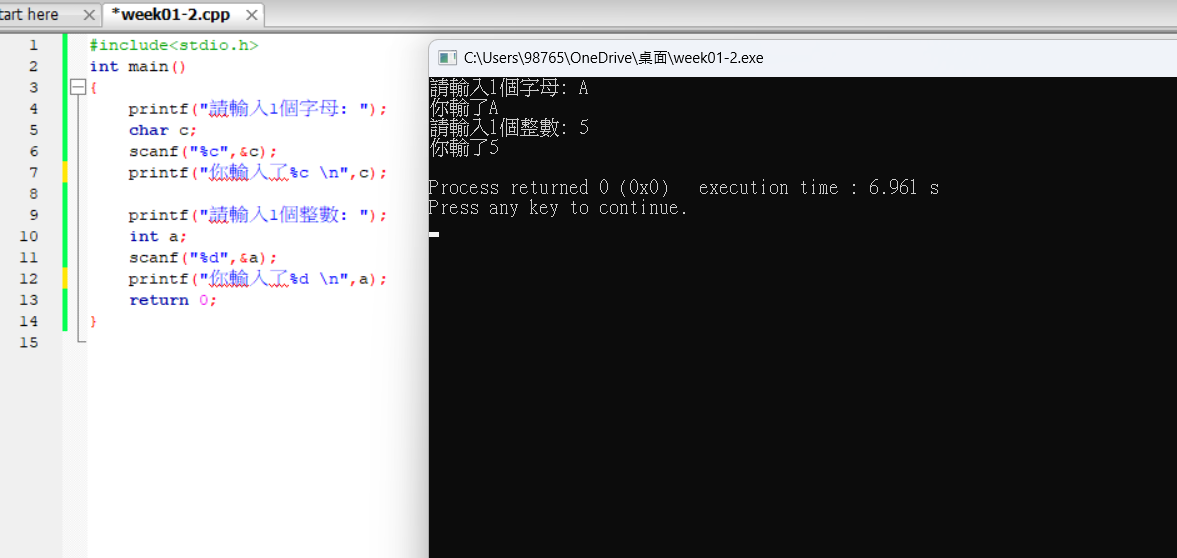 tart here
*week01-2.cpp
1 #include<stdio.h>
2 int main()
3 {
4 printf("請輸入1個字母: ");
5 char c;
6 scanf("%c",&c);
7 printf("你輸入了%c \n",c);
8
9 printf("請輸入1個整數: ");
10 int a;
11 scanf("%d",&a);
12 printf("你輸入了%d \n",a);
13 return 0;
14 }
15
C:\Users\98765\OneDrive\桌面\week01-2.exe
請輸入1個字母: A
你輸了A
請輸入1個整數: 5
你輸了5
Process returned 0 (0x0) execution time : 6.961 s
Press any key to continue.